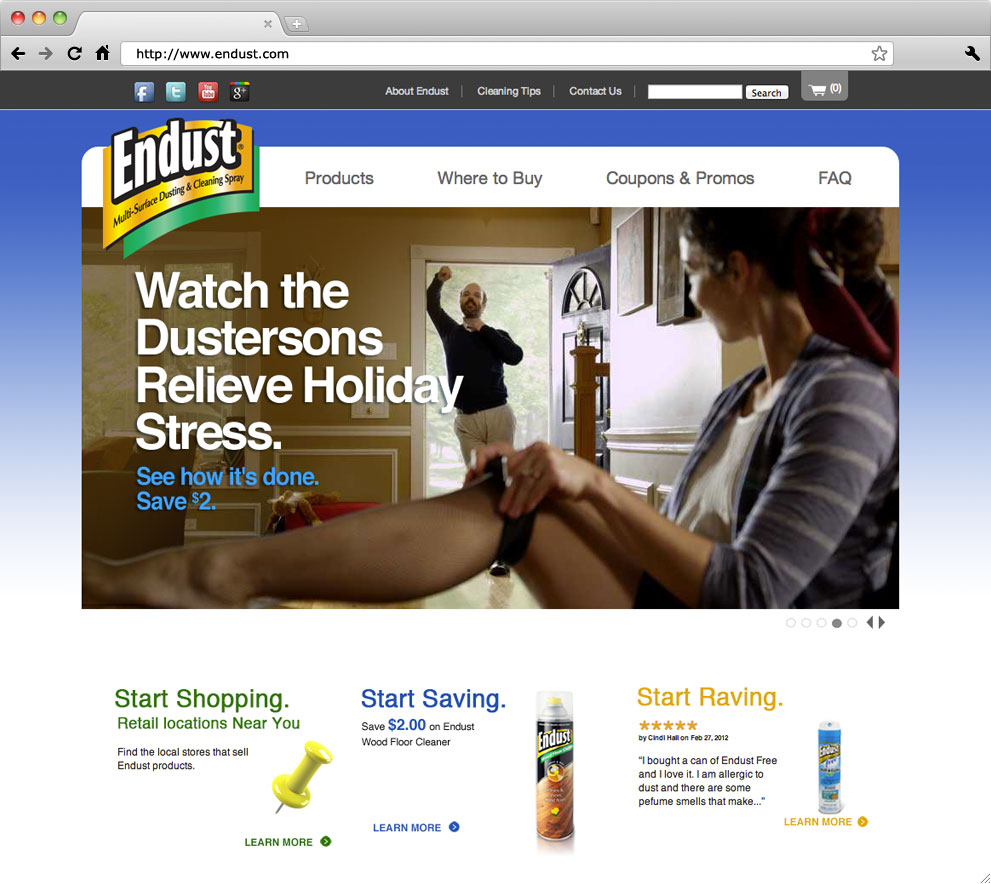 http://www.endust.com
About Endust
Cleaning Tips
Contact Us
Search
(0)
Endust®
Multi-Surface Dusting & Cleaning Spray
Products
Where to Buy
Coupons & Promos
FAQ
Watch the
Dustersons
Relieve Holiday
Stress.
See how it's done.
Save $2.
Start Shopping.
Retail locations Near You
Find the local stores that sell
Endust products.
LEARN MORE
Start Saving.
Save $2.00 on Endust
Wood Floor Cleaner
LEARN MORE
Endust
Start Raving.
by Cindi Hall on Feb 27, 2012
“I bought a can of Endust Free
and I love it. I am allergic to
dust and there are some
pefume smells that make...”
Endust
free
LEARN MORE